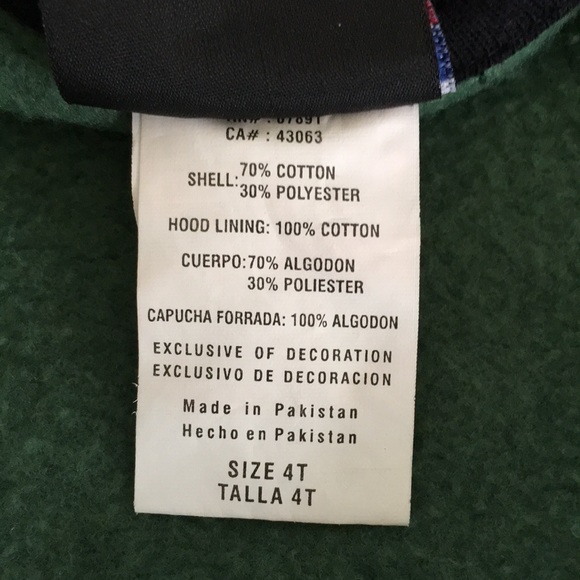 CA# : 43063
SHELL: 70% COTTON
30% POLYESTER
HOOD LINING: 100% COTTON
CUERPO: 70% ALGODON
30% POLIESTER
CAPUCHA FORRADA: 100% ALGODON
EXCLUSIVE OF DECORATION
EXCLUSIVO DE DECORACION
Made in Pakistan
Hecho en Pakistan
SIZE 4T
TALLA 4T